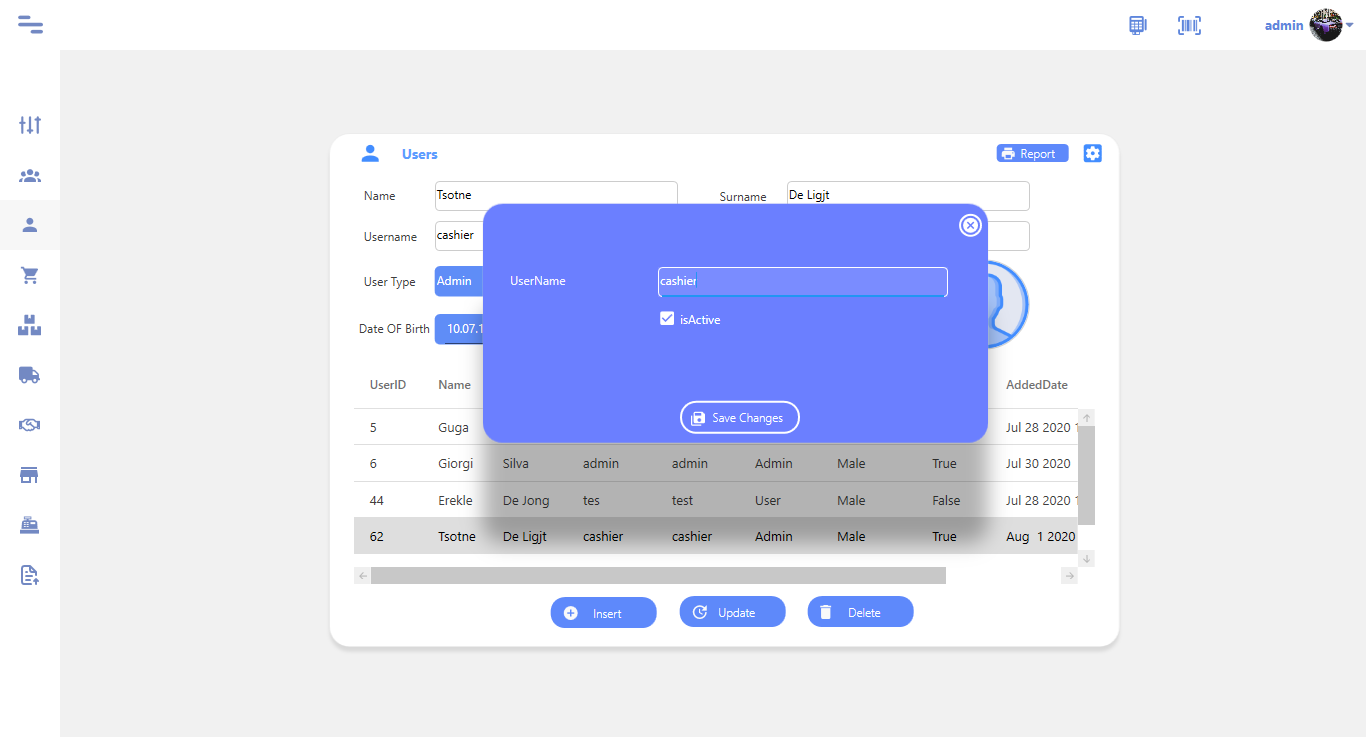 admin
Users
Report
Name Tsotne Surname De Ligjt
Username cashier
User Type Admin
UserName cashier
isActive
Date OF Birth 10.07.1
Save Changes
UserID Name AddedDate
5 Guga Jul 28 2020 1
6 Giorgi Silva admin admin Admin Male True Jul 30 2020
44 Erekle De Jong tes test User Male False Jul 28 2020 1
62 Tsotne De Ligjt cashier cashier Admin Male True Aug 1 2020
Insert Update Delete